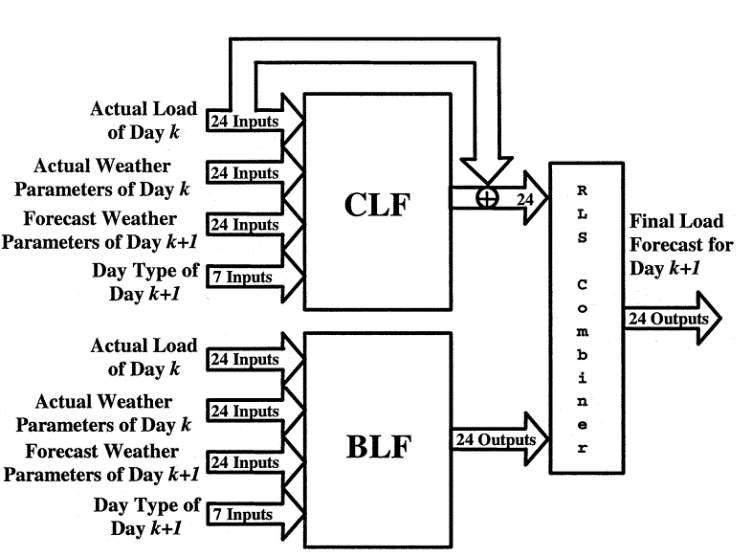 Actual Load
of Day k
24 Inputs
Actual Weather
Parameters of Day k
24 Inputs
Forecast Weather
Parameters of Day k+1
24 Inputs
Day Type of
Day k+1
7 Inputs
CLF
24
Actual Load
of Day k
24 Inputs
Actual Weather
Parameters of Day k
24 Inputs
Forecast Weather
Parameters of Day k+1
24 Inputs
Day Type of
Day k+1
7 Inputs
BLF
24 Outputs
RLS Combiner
Final Load
Forecast for
Day k+1
24 Outputs